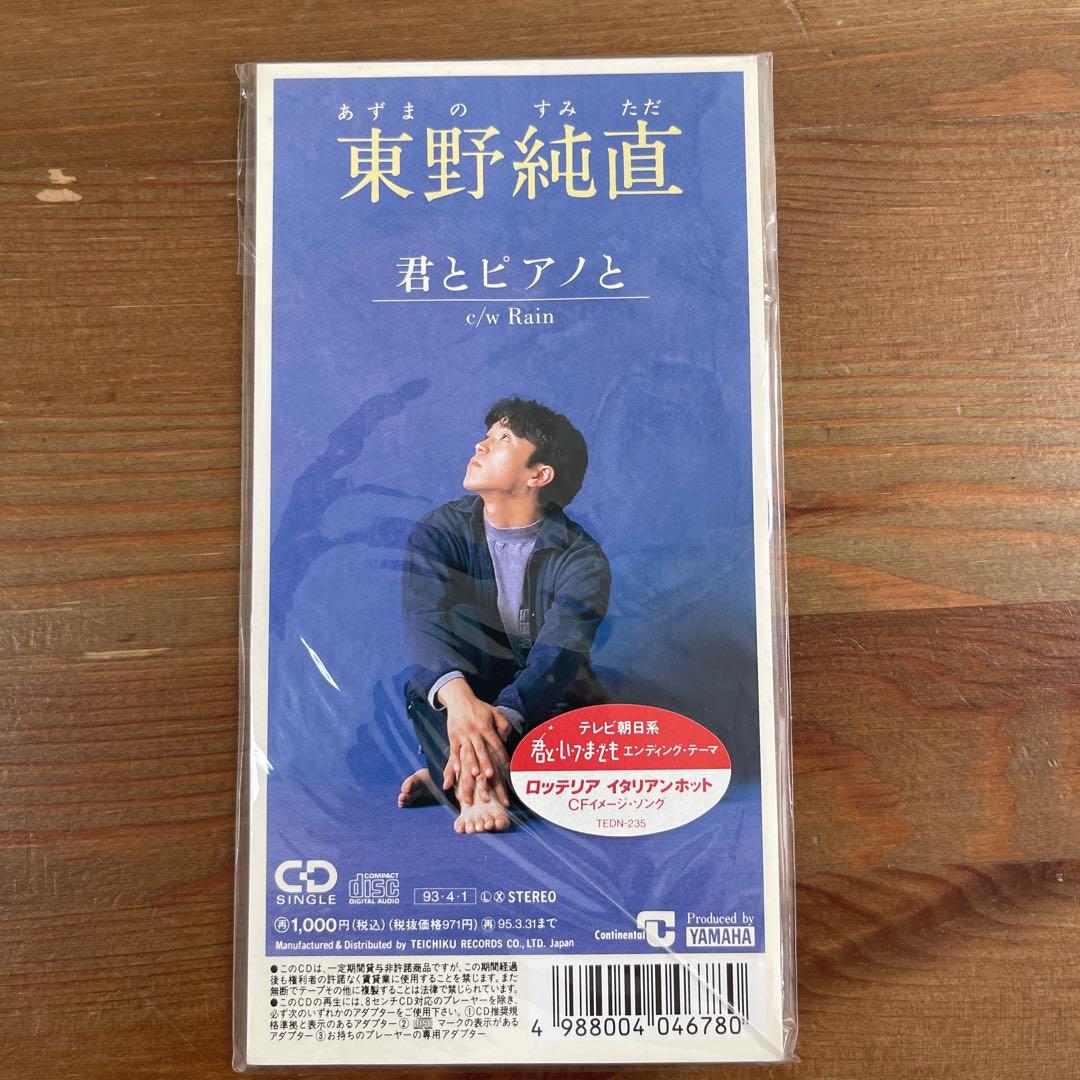 あずまの すみ ただ
東野純直
君とピアノと
c/w Rain
テレビ朝日系
君と・いつ・までも エンディング・テーマ
ロッテリア イタリアンホット
CFイメージ・ソング
TEDN-235
CD
SINGLE
COMPACT
disc
DIGITAL AUDIO
93・4・1 Ⓛ Ⓧ STEREO
㊢1,000円(税込)(税抜価格971円) ㊢95.3.31まで
Manufactured & Distributed by TEICHIKU RECORDS CO., LTD. Japan
Continental
Produced by
YAMAHA
●このCDは、一定期間貸与非許諾商品ですが、この期間経過
後も権利者の許諾なく賃貸業に使用することを禁じます。また
無断でテープその他に複製することは法律で禁じられています。
●このCDの再生には、8センチCD対応のプレーヤーを除き、
必ず次のいずれかのアダプターをご使用下さい。①CD推奨規
格準拠と表示のあるアダプター② マークの表示がある
アダプター③お持ちのプレーヤーの専用アダプター
4 988004 046780